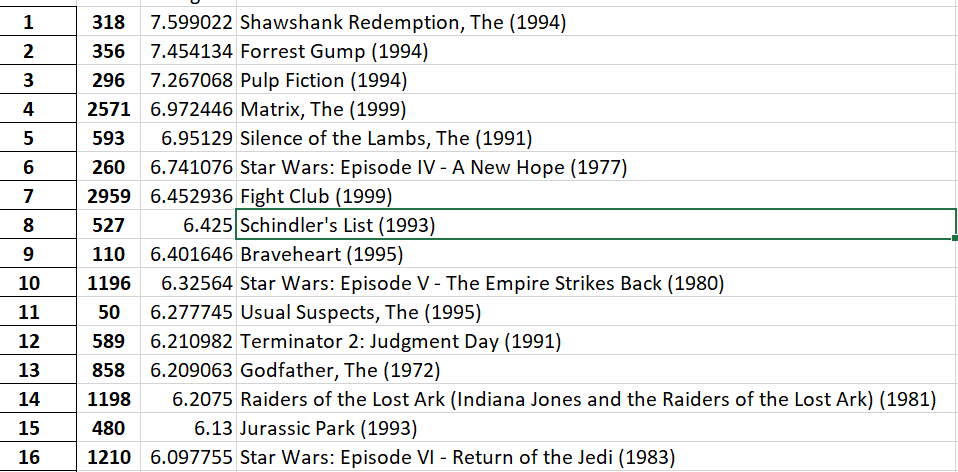 1 318 7.599022 Shawshank Redemption, The (1994)
2 356 7.454134 Forrest Gump (1994)
3 296 7.267068 Pulp Fiction (1994)
4 2571 6.972446 Matrix, The (1999)
5 593 6.95129 Silence of the Lambs, The (1991)
6 260 6.741076 Star Wars: Episode IV - A New Hope (1977)
7 2959 6.452936 Fight Club (1999)
8 527 6.425 Schindler's List (1993)
9 110 6.401646 Braveheart (1995)
10 1196 6.32564 Star Wars: Episode V - The Empire Strikes Back (1980)
11 50 6.277745 Usual Suspects, The (1995)
12 589 6.210982 Terminator 2: Judgment Day (1991)
13 858 6.209063 Godfather, The (1972)
14 1198 6.2075 Raiders of the Lost Ark (Indiana Jones and the Raiders of the Lost Ark) (1981)
15 480 6.13 Jurassic Park (1993)
16 1210 6.097755 Star Wars: Episode VI - Return of the Jedi (1983)